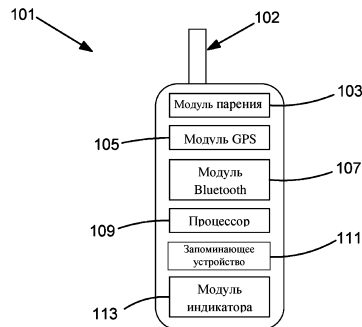 101
102
Модуль парения
103
105
Модуль GPS
Модуль
Bluetooth
107
109
Процессор
Запоминающее
устройство
111
Модуль
индикатора
113